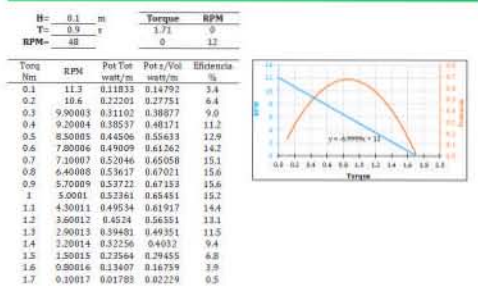 H= 0.1 m
T= 0.9 s
RPM= 48
Torque RPM
1.71 0
0 12
Torq Nm RPM Pot Tot watt/m Pot s/Vol watt/m Eficiencia %
0.1 11.3 0.11833 0.14792 3.4
0.2 10.6 0.22201 0.27751 6.4
0.3 9.90003 0.31102 0.38877 9.0
0.4 9.20004 0.38537 0.48171 11.2
0.5 8.50005 0.44506 0.55633 12.9
0.6 7.80006 0.49009 0.61262 14.2
0.7 7.10007 0.52046 0.65058 15.1
0.8 6.40008 0.53617 0.67021 15.6
0.9 5.70009 0.53722 0.67153 15.6
1 5.0001 0.52361 0.65451 15.2
1.1 4.30011 0.49534 0.61917 14.4
1.2 3.60012 0.4524 0.56551 13.1
1.3 2.90013 0.39481 0.49351 11.5
1.4 2.20014 0.32256 0.4032 9.4
1.5 1.50015 0.23564 0.29455 6.8
1.6 0.80016 0.13407 0.16759 3.9
1.7 0.10017 0.01783 0.02229 0.5
RPM
y = -6.9999x + 12
Torque